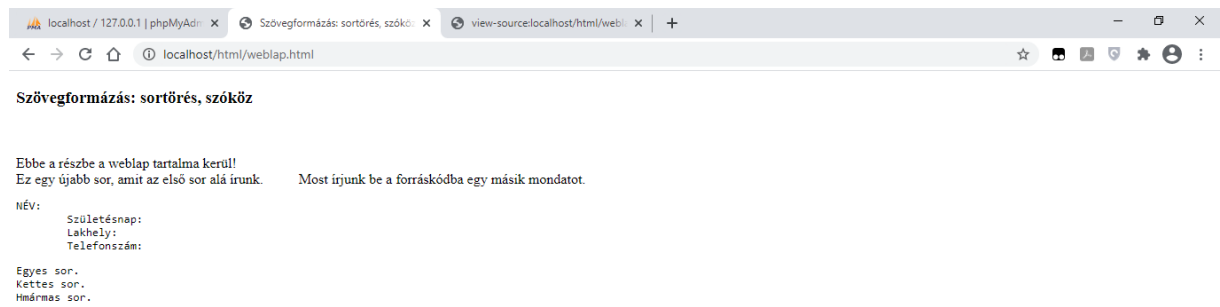 localhost / 127.0.0.1 | phpMyAdm
Szövegformázás: sortörés, szókö
view-source:localhost/html/webl
localhost/html/weblap.html
Szövegformázás: sortörés, szóköz
Ebbe a részbe a weblap tartalma kerül!
Ez egy újabb sor, amit az első sor alá írunk. Most írjunk be a forráskódba egy másik mondatot.
NÉV:
Születésnap:
Lakhely:
Telefonszám:
Egyes sor.
Kettes sor.
Hmármas sor.